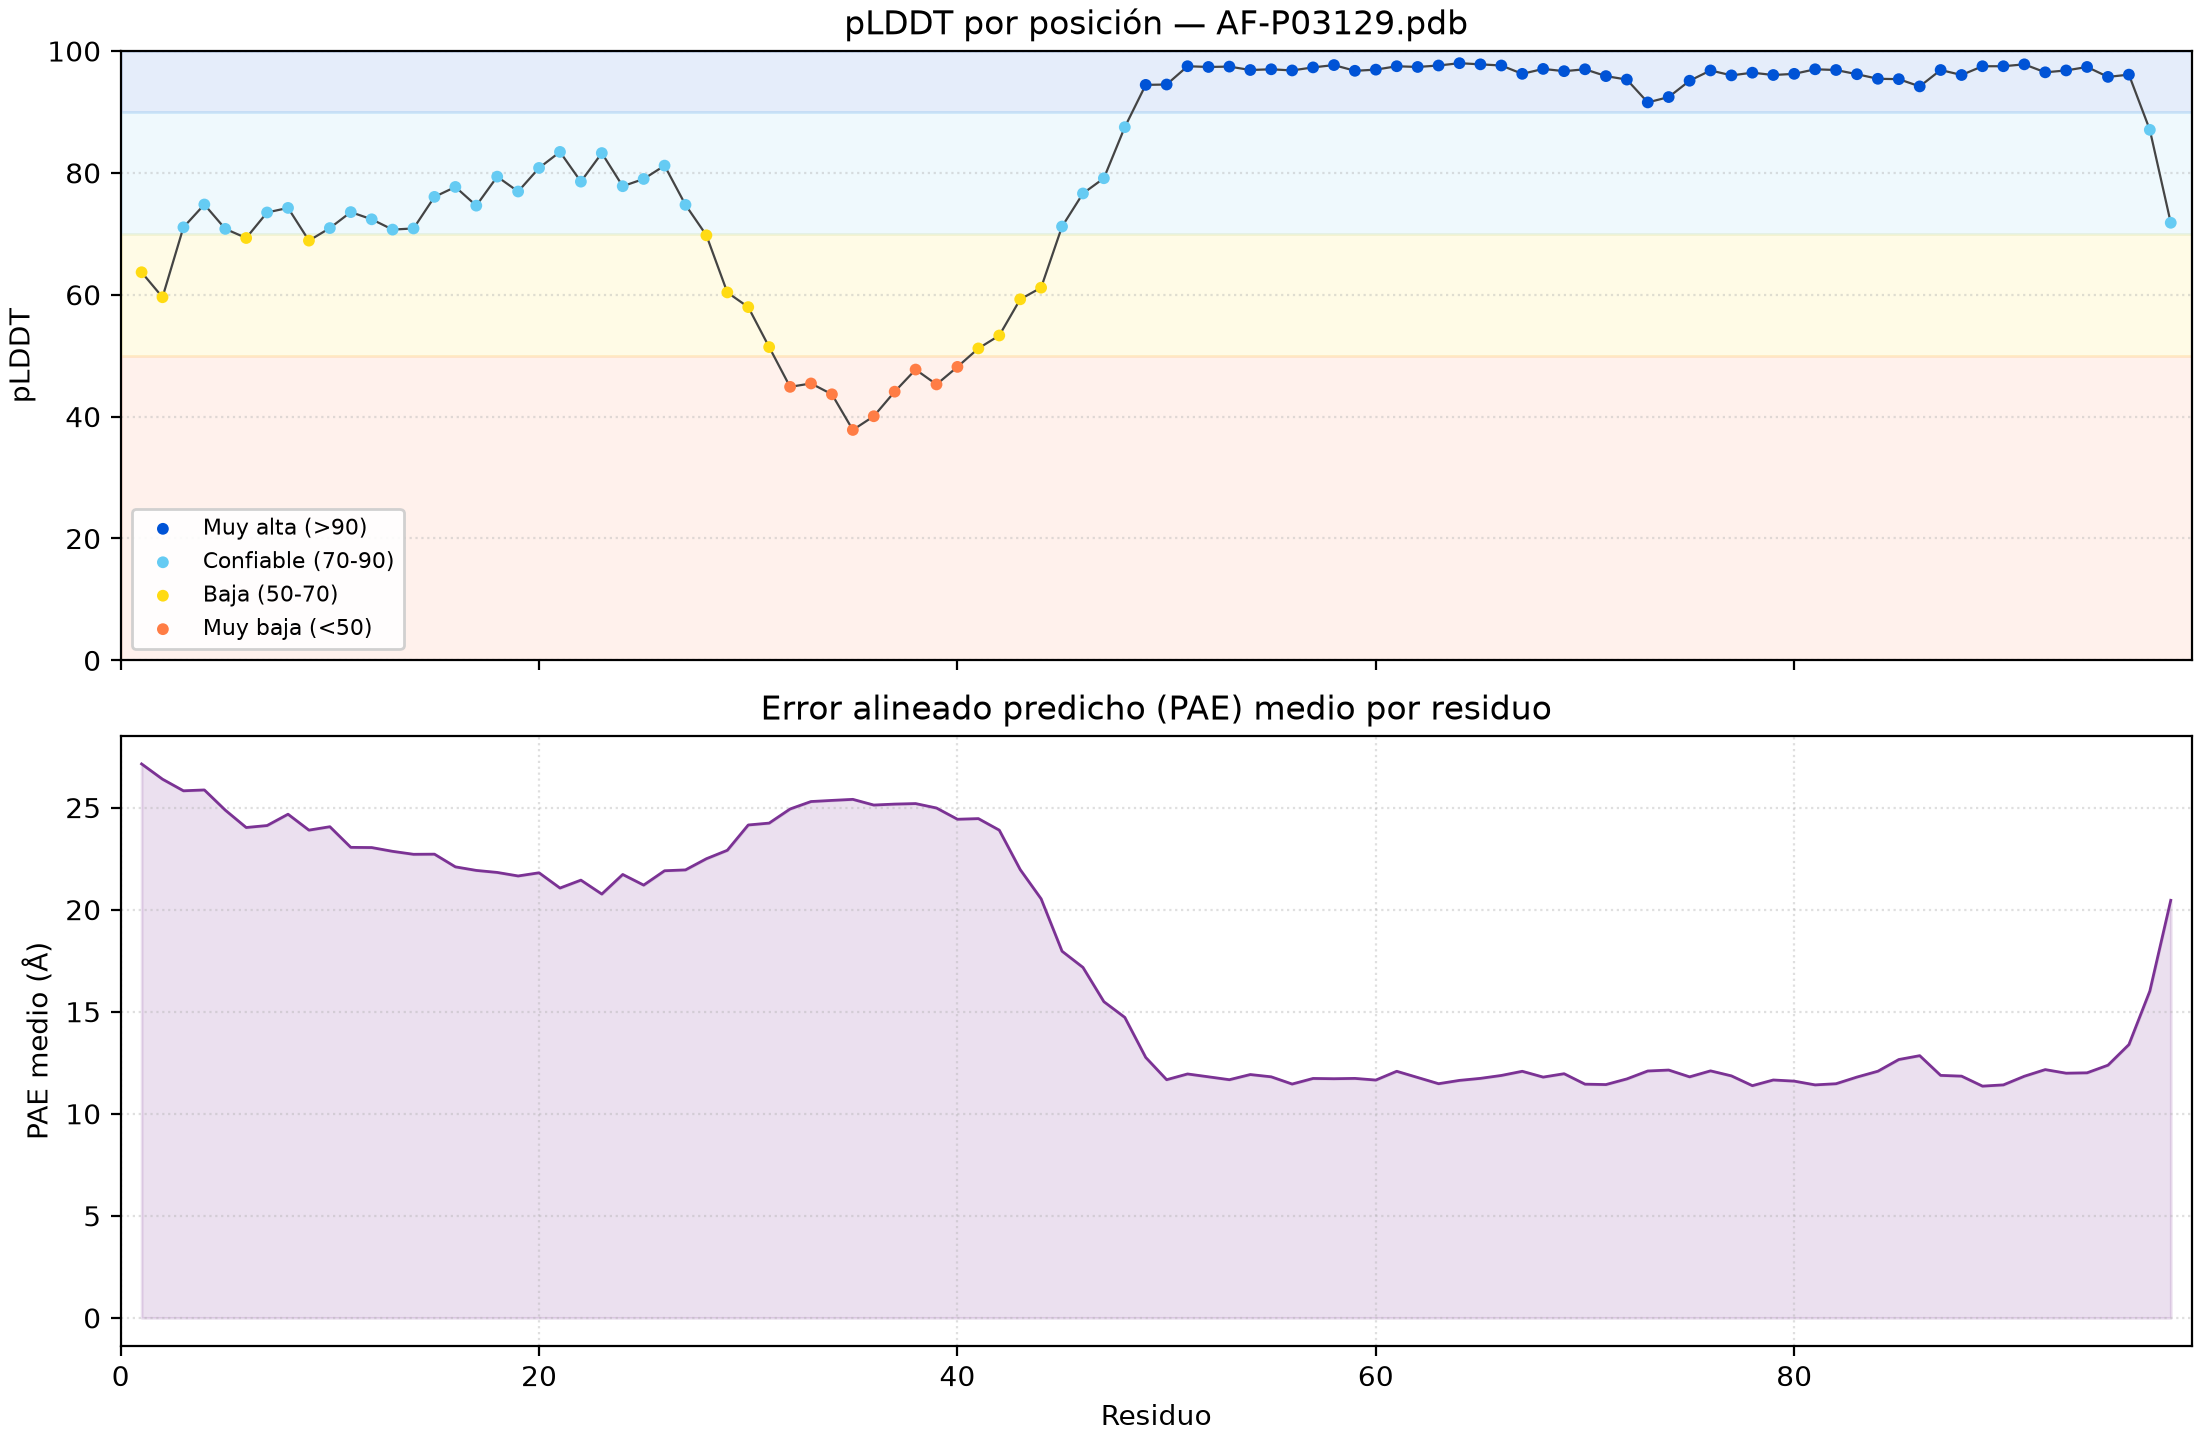 pLDDT por posición — AF-P03129.pdb
100
80
60
40
20
0
pLDDT
Muy alta (>90)
Confiable (70-90)
Baja (50-70)
Muy baja (<50)
Error alineado predicho (PAE) medio por residuo
25
20
15
10
5
0
PAE medio (Å)
0 20 40 60 80
Residuo